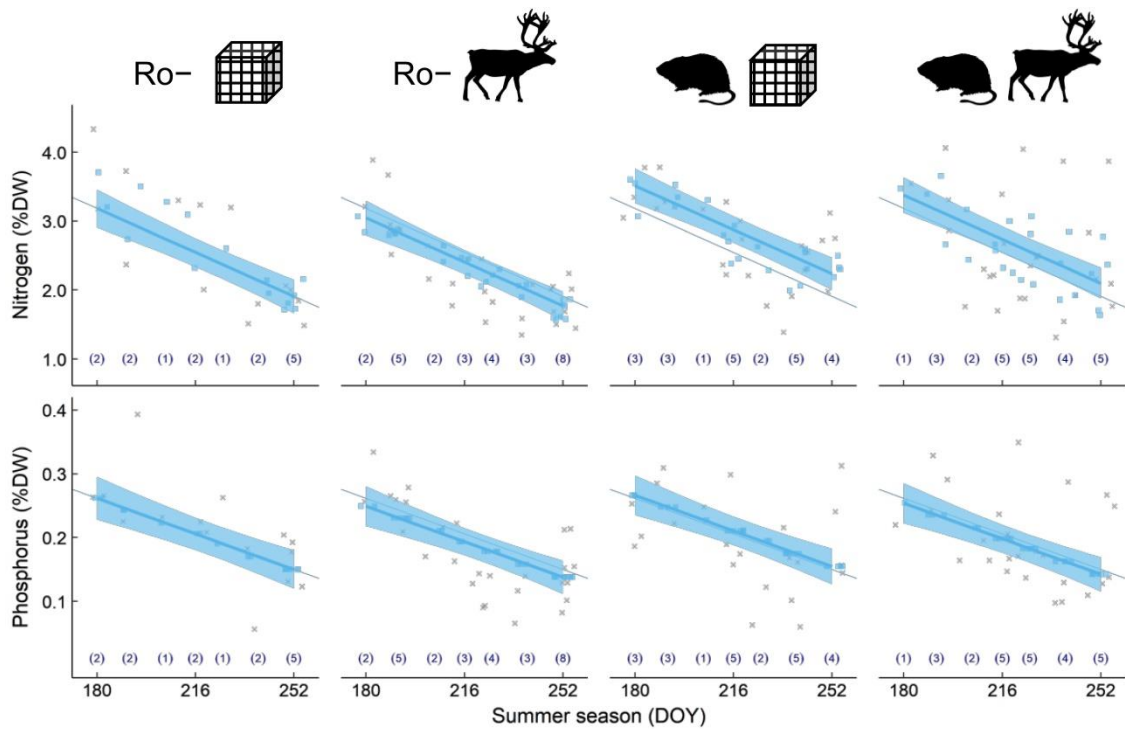 Ro− Ro−
Nitrogen (%DW)
4.0
3.0
2.0
1.0
(2) (2) (1) (2) (1) (2) (5) (2) (5) (2) (3) (4) (3) (8) (3) (3) (1) (5) (2) (5) (4) (1) (3) (2) (5) (5) (4) (5)
Phosphorus (%DW)
0.4
0.3
0.2
0.1
(2) (2) (1) (2) (1) (2) (5) (2) (5) (2) (3) (4) (3) (8) (3) (3) (1) (5) (2) (5) (4) (1) (3) (2) (5) (5) (4) (5)
180 216 252 180 216 252 180 216 252 180 216 252
Summer season (DOY)